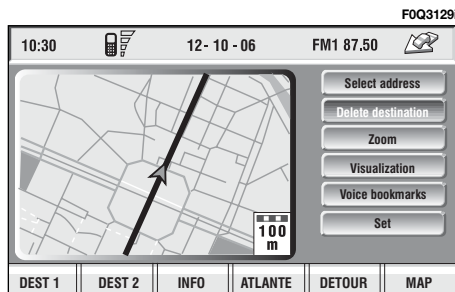 F0Q3129i
10:30 12- 10 - 06 FM1 87.50
Select address
Delete destination
Zoom
Visualization
Voice bookmarks
Set
100
m
DEST 1 DEST 2 INFO ATLANTE DETOUR MAP